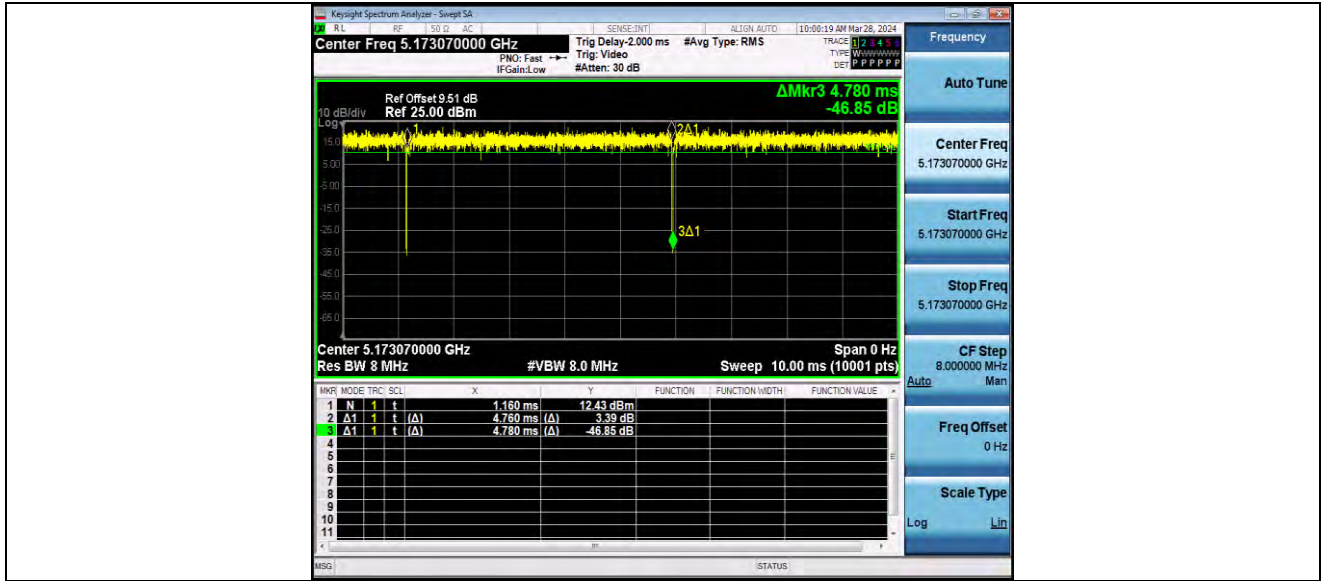 Keysight Spectrum Analyzer - Swept SA
RL RF 50 Ω AC SENSE:INT ALIGN AUTO 10:00:19 AM Mar 28, 2024
Center Freq 5.173070000 GHz
PNO: Fast
IFGain:Low
Trig Delay-2.000 ms
Trig: Video
#Atten: 30 dB
#Avg Type: RMS
TRACE 1 2 3 4 5 6
TYPE W
DET P P P P P P
ΔMkr3 4.780 ms
-46.85 dB
Ref Offset 9.51 dB
10 dB/div Ref 25.00 dBm
Log
15.0
5.00
-5.00
-15.0
-25.0
-35.0
-45.0
-55.0
-65.0
1
2Δ1
3Δ1
Center 5.173070000 GHz Span 0 Hz
Res BW 8 MHz #VBW 8.0 MHz Sweep 10.00 ms (10001 pts)
MKR MODE TRC SCL X Y FUNCTION FUNCTION WIDTH FUNCTION VALUE
1 N 1 t 1.160 ms 12.43 dBm
2 Δ1 1 t (Δ) 4.760 ms (Δ) 3.39 dB
3 Δ1 1 t (Δ) 4.780 ms (Δ) -46.85 dB
4
5
6
7
8
9
10
11
MSG STATUS
Frequency
Auto Tune
Center Freq
5.173070000 GHz
Start Freq
5.173070000 GHz
Stop Freq
5.173070000 GHz
CF Step
8.000000 MHz
Auto Man
Freq Offset
0 Hz
Scale Type
Log Lin